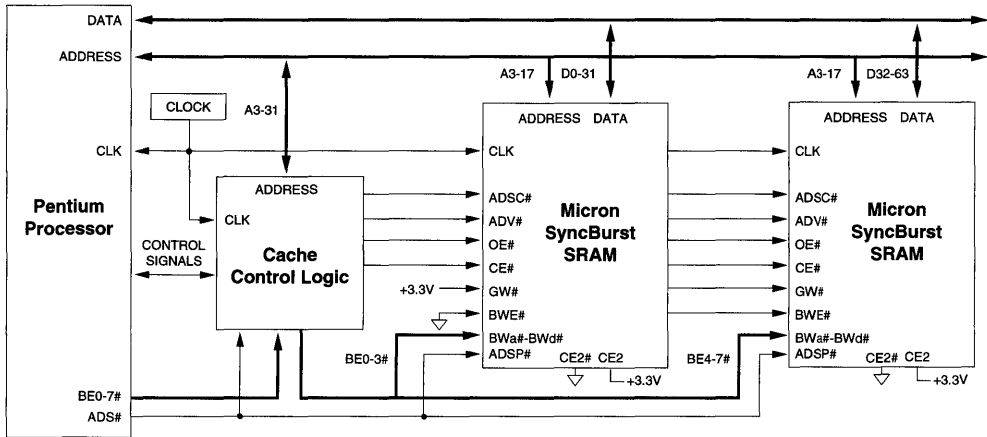 DATA
ADDRESS
A3-17
D0-31
A3-17
D32-63
CLOCK
A3-31
ADDRESS DATA
ADDRESS DATA
CLK
CLK
CLK
ADDRESS
CLK
Pentium
Processor
CONTROL
SIGNALS
Cache
Control Logic
ADSC#
ADV#
OE#
CE#
GW#
BWE#
BWa#-BWd#
ADSP#
Micron
SyncBurst
SRAM
CE2# CE2
+3.3V
+3.3V
BE0-3#
ADSC#
ADV#
OE#
CE#
GW#
BWE#
BWa#-BWd#
ADSP#
Micron
SyncBurst
SRAM
CE2# CE2
+3.3V
BE4-7#
BE0-7#
ADS#